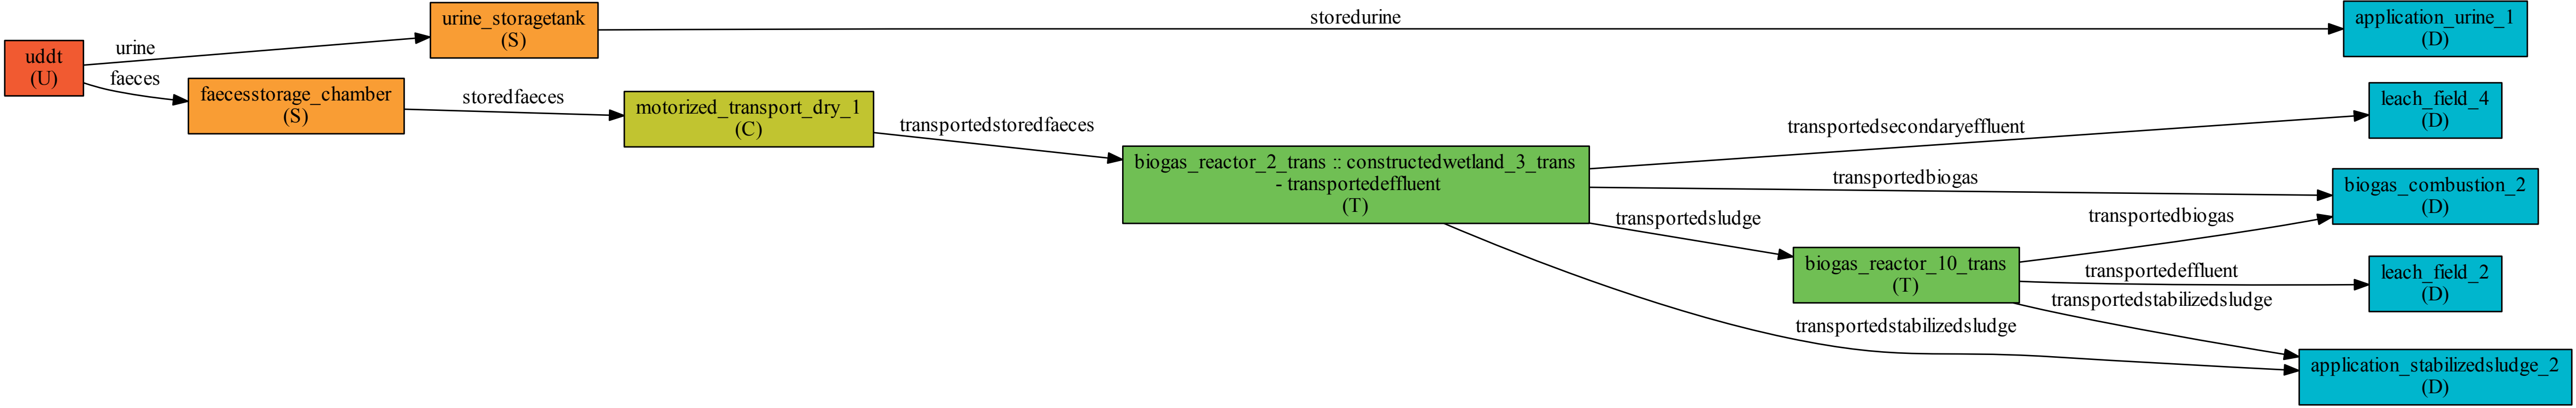 uddt
(U)
urine
faeces
urine_storagetank
(S)
faecesstorage_chamber
(S)
storedurine
storedfaeces
motorized_transport_dry_1
(C)
transportedstoredfaeces
biogas_reactor_2_trans :: constructedwetland_3_trans
- transportedeffluent
(T)
transportedsecondaryeffluent
transportedbiogas
transportedsludge
transportedstabilizedsludge
biogas_reactor_10_trans
(T)
transportedbiogas
transportedeffluent
transportedstabilizedsludge
application_urine_1
(D)
leach_field_4
(D)
biogas_combustion_2
(D)
leach_field_2
(D)
application_stabilizedsludge_2
(D)